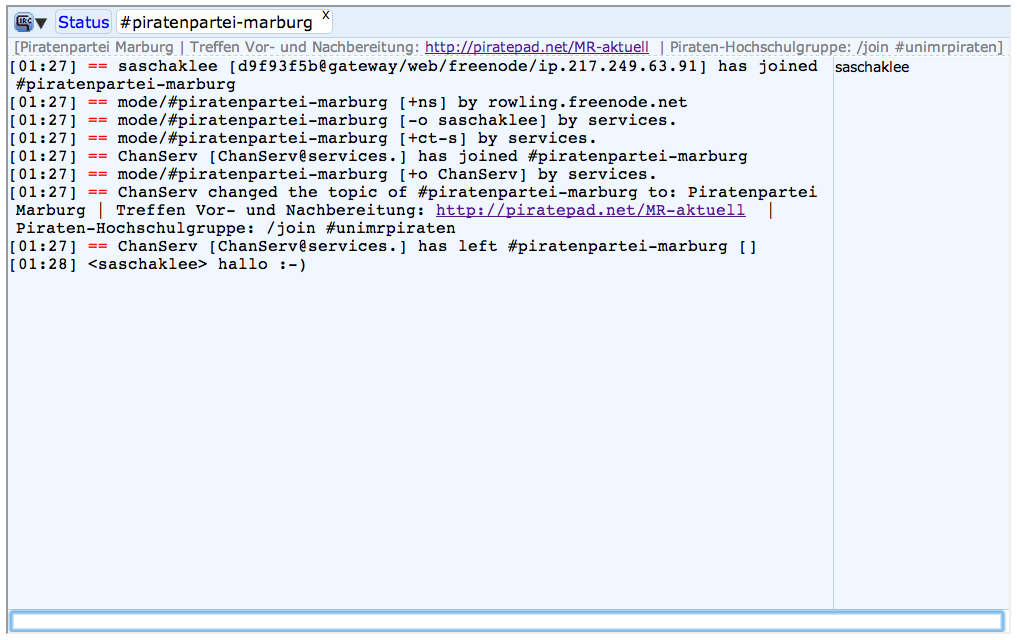 IRC Status #piratenpartei-marburg X
[Piratenpartei Marburg | Treffen Vor- und Nachbereitung: http://piratepad.net/MR-aktuell | Piraten-Hochschulgruppe: /join #unimrpiraten]
[01:27] == saschaklee [d9f93f5b@gateway/web/freenode/ip.217.249.63.91] has joined
#piratenpartei-marburg
[01:27] == mode/#piratenpartei-marburg [+ns] by rowling.freenode.net
[01:27] == mode/#piratenpartei-marburg [-o saschaklee] by services.
[01:27] == mode/#piratenpartei-marburg [+ct-s] by services.
[01:27] == ChanServ [ChanServ@services.] has joined #piratenpartei-marburg
[01:27] == mode/#piratenpartei-marburg [+o ChanServ] by services.
[01:27] == ChanServ changed the topic of #piratenpartei-marburg to: Piratenpartei
Marburg | Treffen Vor- und Nachbereitung: http://piratepad.net/MR-aktuell |
Piraten-Hochschulgruppe: /join #unimrpiraten
[01:27] == ChanServ [ChanServ@services.] has left #piratenpartei-marburg []
[01:28] <saschaklee> hallo :-)
saschaklee